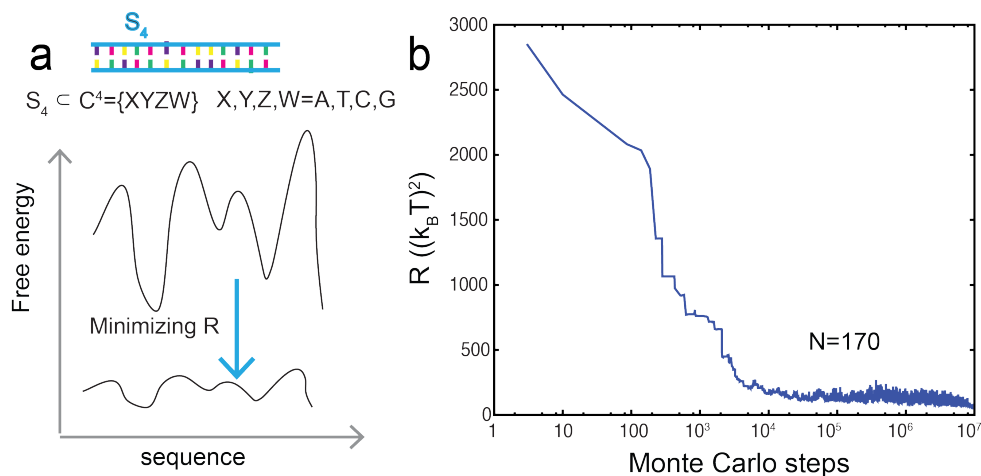 a
S₄
S₄ ⊂ C⁴={XYZW} X,Y,Z,W=A,T,C,G
Free energy
Minimizing R
sequence
b
R ((k_BT)²)
3000
2500
2000
1500
1000
500
0
N=170
1 10 100 10³ 10⁴ 10⁵ 10⁶ 10⁷
Monte Carlo steps